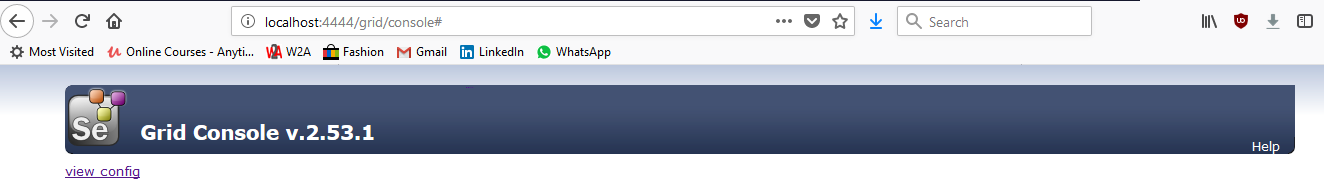 localhost:4444/grid/console#
Search
Most Visited Online Courses - Anyti... W2A Fashion Gmail LinkedIn WhatsApp
Se
Grid Console v.2.53.1
Help
view config